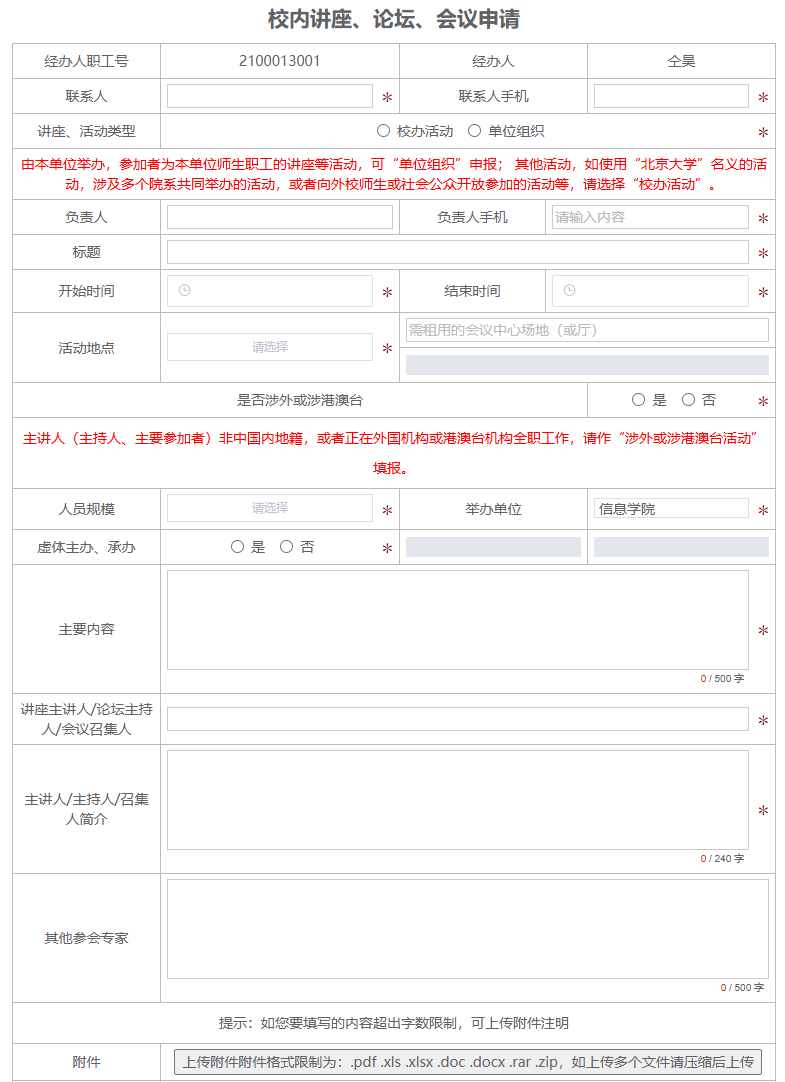 校内讲座、论坛、会议申请
经办人职工号 2100013001 经办人 仝昊
联系人 * 联系人手机 *
讲座、活动类型 校办活动 单位组织 *
由本单位举办，参加者为本单位师生职工的讲座等活动，可“单位组织”申报； 其他活动，如使用“北京大学”名义的活
动，涉及多个院系共同举办的活动，或者向外校师生或社会公众开放参加的活动等，请选择“校办活动”。
负责人 负责人手机 请输入内容 *
标题 *
开始时间 * 结束时间 *
活动地点 请选择 * 需租用的会议中心场地（或厅）
是否涉外或涉港澳台 是 否 *
主讲人（主持人、主要参加者）非中国内地籍，或者正在外国机构或港澳台机构全职工作，请作“涉外或涉港澳台活动”
填报。
人员规模 请选择 * 举办单位 信息学院 *
虚体主办、承办 是 否 *
主要内容 *
0 / 500 字
讲座主讲人/论坛主持
人/会议召集人 *
主讲人/主持人/召集
人简介 *
0 / 240 字
其他参会专家
0 / 500 字
提示：如您要填写的内容超出字数限制，可上传附件注明
附件 上传附件附件格式限制为：.pdf .xls .xlsx .doc .docx .rar .zip，如上传多个文件请压缩后上传